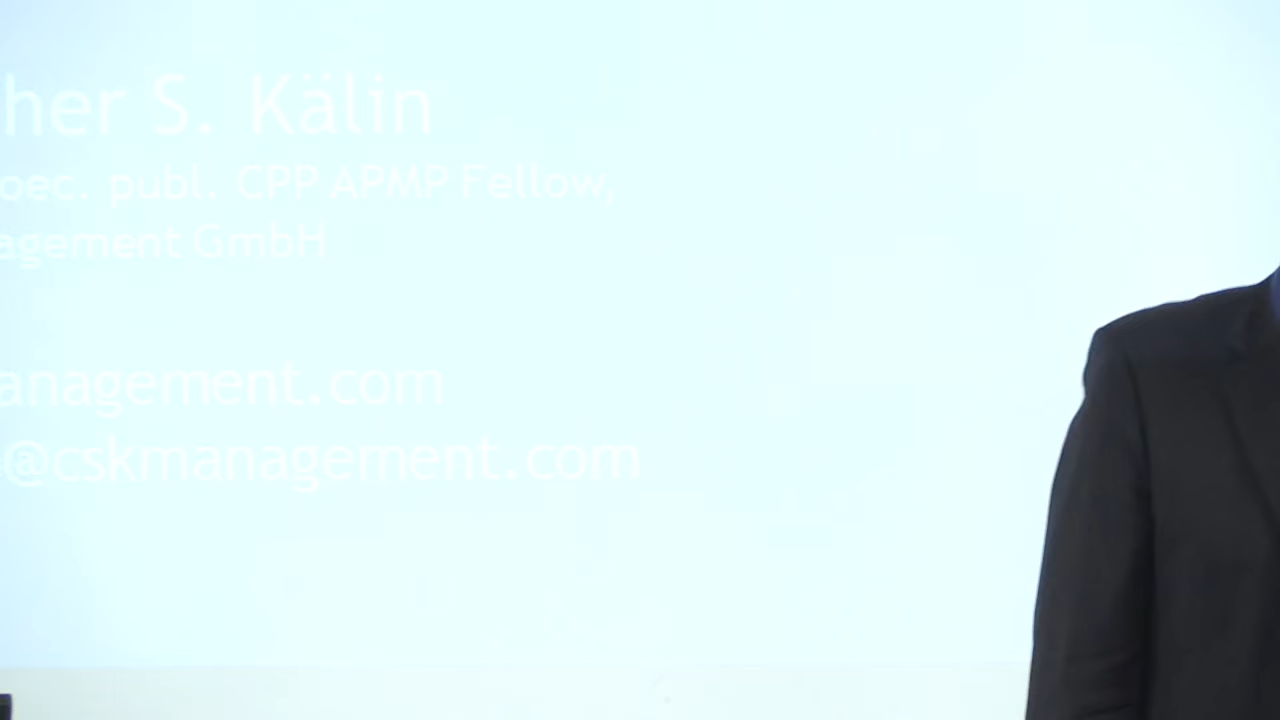 her S. Kälin
oec. publ. CPP APMP Fellow,
agement GmbH
anagement.com
@cskmanagement.com